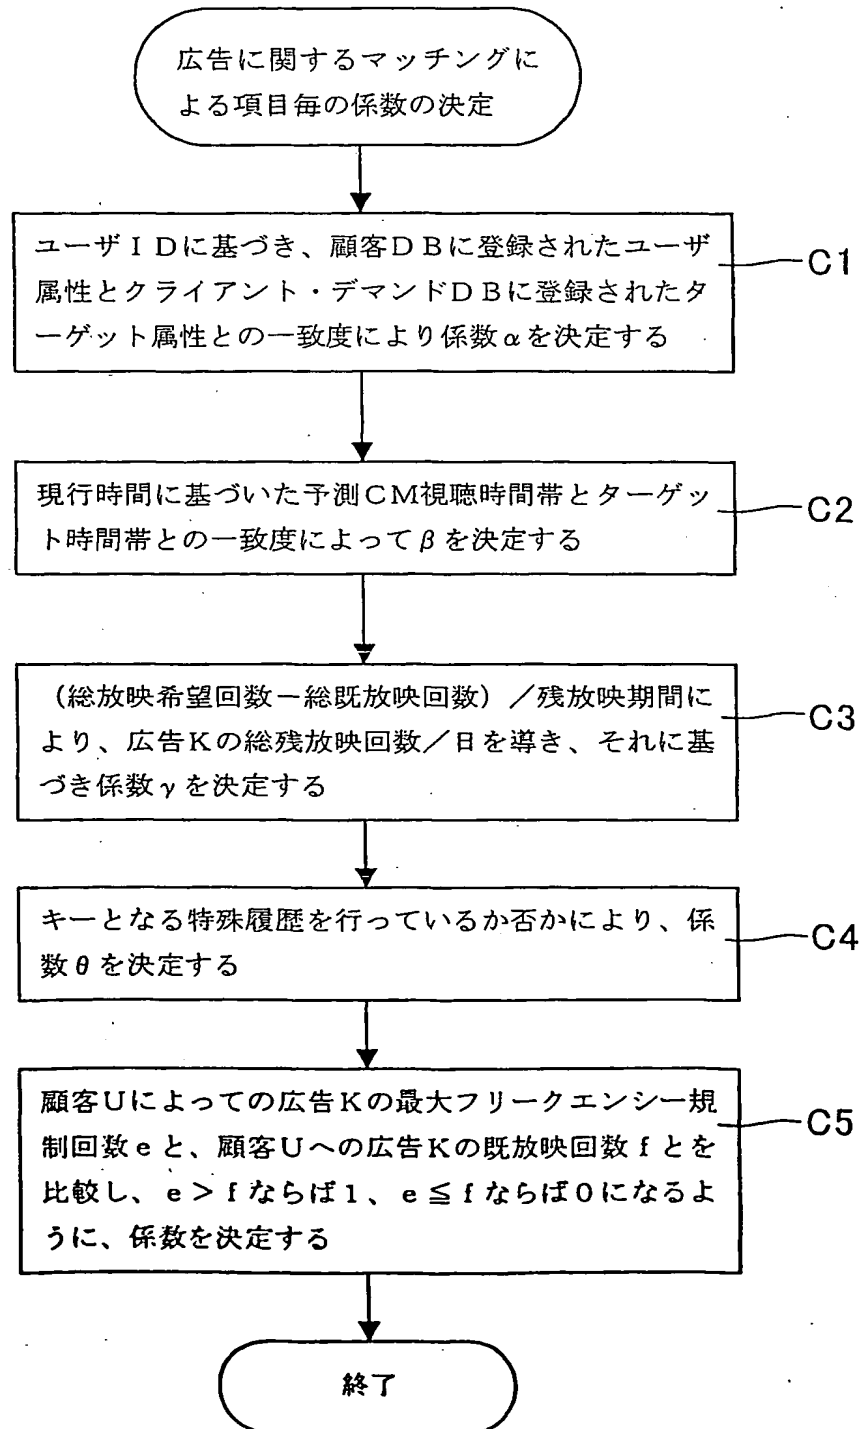 広告に関するマッチングに
よる項目毎の係数の決定
ユーザIDに基づき、顧客DBに登録されたユーザ
属性とクライアント・デマンドDBに登録されたタ
ーゲット属性との一致度により係数αを決定する
C1
現行時間に基づいた予測CM視聴時間帯とターゲッ
ト時間帯との一致度によってβを決定する
C2
(総放映希望回数-総既放映回数)/残放映期間に
より、広告Kの総残放映回数/日を導き、それに基
づき係数γを決定する
C3
キーとなる特殊履歴を行っているか否かにより、係
数θを決定する
C4
顧客Uによっての広告Kの最大フリークエンシー規
制回数eと、顧客Uへの広告Kの既放映回数fとを
比較し、e>fならば1、e≦fならば0になるよ
うに、係数を決定する
C5
終了